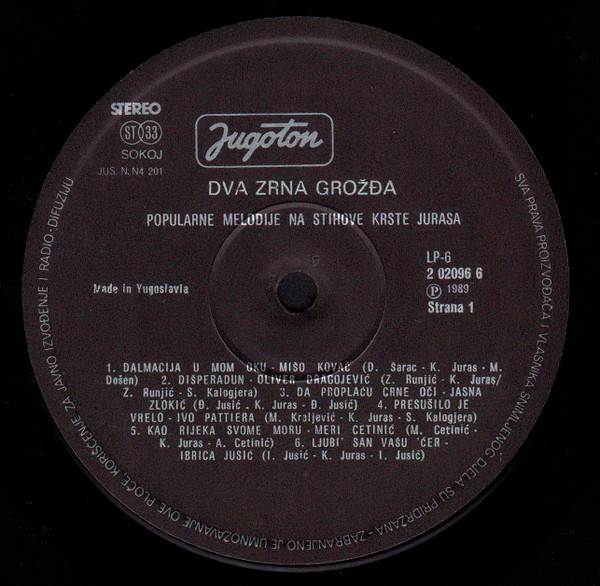 STEREO
ST 33
SOKOJ
JUS. N. N4 201
Jugoton
DVA ZRNA GROŽĐA
POPULARNE MELODIJE NA STIHOVE KRSTE JURASA
Made in Yugoslavia
LP-6
2 02096 6
Ⓟ 1989
Strana 1
1. DALMACIJA U MOM OKU - MIŠO KOVAČ (D. Šarac - K. Juras - M.
Došen) 2. DIŠPERADUN - OLIVER DRAGOJEVIĆ (Z. Runjić - K. Juras/
Z. Runjić - S. Kalogjera) 3. DA PROPLAČU CRNE OČI - JASNA
ZLOKIĆ (Đ. Jusić - K. Juras - Đ. Jusić) 4. PRESUŠILO JE
VRELO - IVO PATTIERA (M. Kraljević - K. Juras - S. Kalogjera)
5. KAO RIJEKA SVOME MORU - MERI CETINIĆ (M. Cetinić -
K. Juras - A. Cetinić) 6. LJUBI' SAN VAŠU 'ĆER -
IBRICA JUSIĆ (I. Jusić - K. Juras - I. Jusić)
SVA PRAVA PROIZVOĐAČA I VLASNIKA SNIMLJENOG DJELA SU PRIDRŽANA - ZABRANJENO JE UMNOŽAVANJE OVE PLOČE, KORIŠĆENJE ZA JAVNO IZVOĐENJE I RADIO-DIFUZIJU